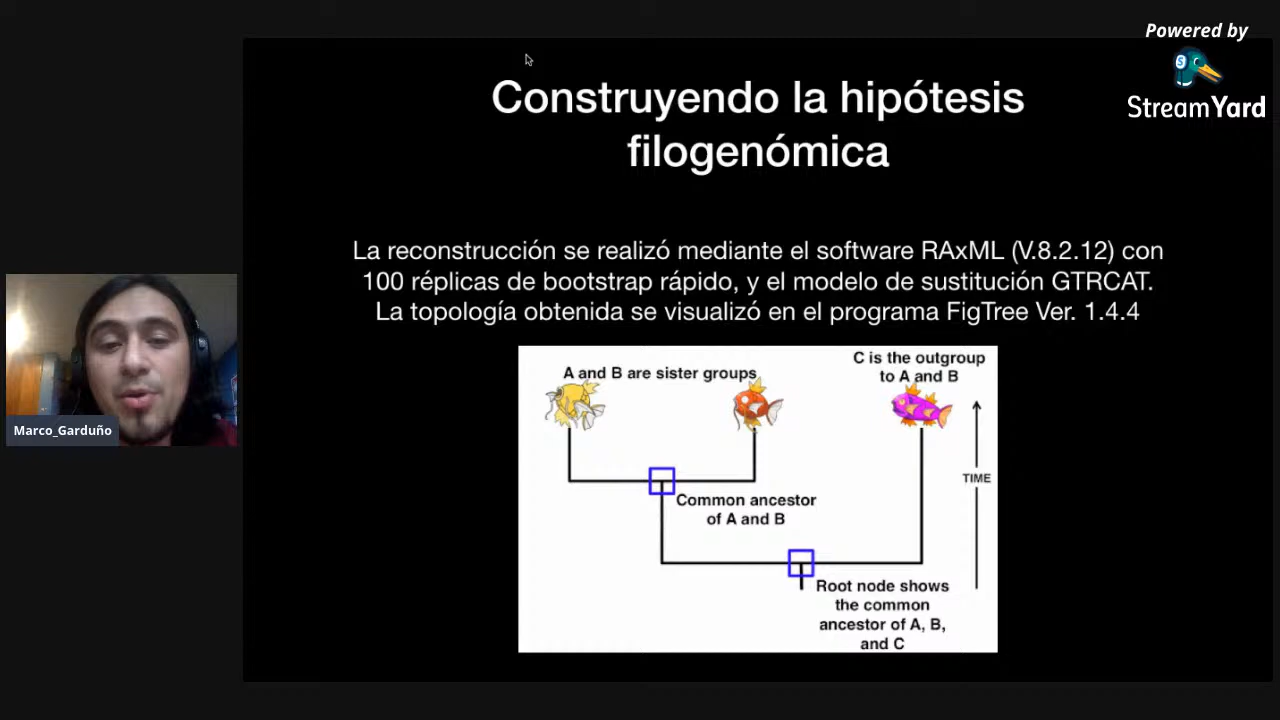 Powered by
StreamYard
Construyendo la hipótesis
filogenómica
La reconstrucción se realizó mediante el software RAxML (V.8.2.12) con
100 réplicas de bootstrap rápido, y el modelo de sustitución GTRCAT.
La topología obtenida se visualizó en el programa FigTree Ver. 1.4.4
A and B are sister groups
C is the outgroup
to A and B
TIME
Common ancestor
of A and B
Root node shows
the common
ancestor of A, B,
and C
Marco_Garduño